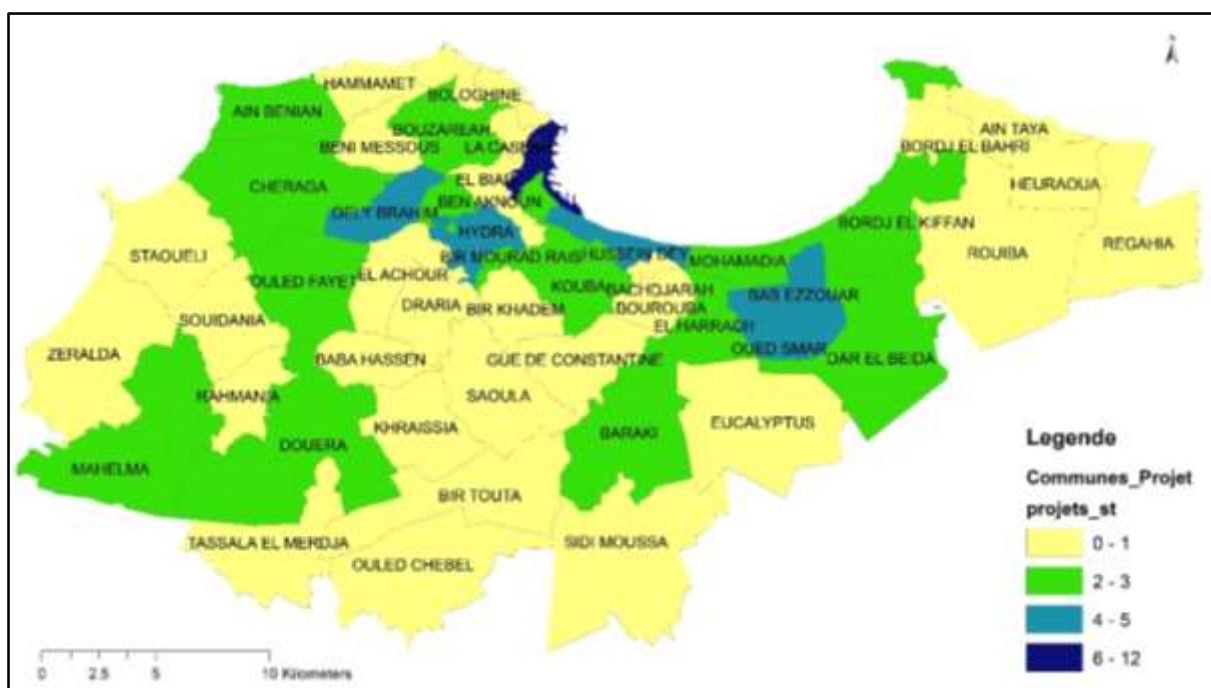 HAMMAMET
BOLOGHINE
AIN BENIAN
BOUZAREAH
AIN TAYA
BENI MESSOUS
LA CASBAH
BORDJ EL BAHRI
CHERAGA
EL BIAR
HEURAOUA
BEN AKNOUN
DELY BRAHIM
BORDJ EL KIFFAN
STAOUELI
HYDRA
REGAHIA
ROUIBA
BIR MOURAD RAIS
HUSSEIN DEY
MOHAMADIA
EL ACHOUR
OULED FAYET
KOUBA
BACHDJARAH
BAB EZZOUAR
DRARIA
BIR KHADEM
BOUROUBA
SOUIDANIA
EL HARRACH
OUED SMAR
ZERALDA
BABA HASSEN
GUE DE CONSTANTINE
DAR EL BEIDA
RAHMANIA
SAOULA
EUCALYPTUS
KHRAISSIA
BARAKI
DOUERA
MAHELMA
BIR TOUTA
TASSALA EL MERDJA
SIDI MOUSSA
OULED CHEBEL
Legende
Communes_Projet
projets_st
0 - 1
2 - 3
4 - 5
6 - 12
0 2.5 5 10 Kilometers